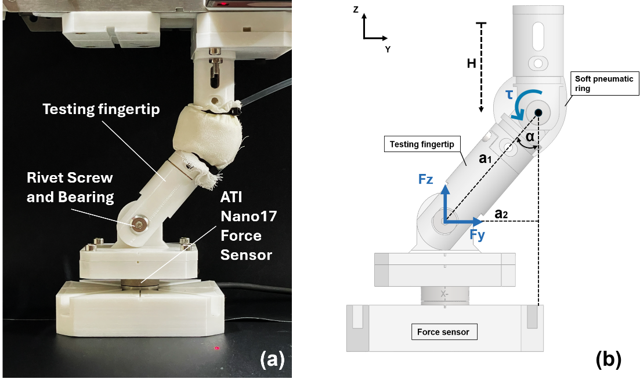 Testing fingertip
Rivet Screw
and Bearing
ATI
Nano17
Force
Sensor
(a)
Z
Y
H
Soft pneumatic
ring
τ
Testing fingertip
α
a1
Fz
a2
Fy
Force sensor
(b)